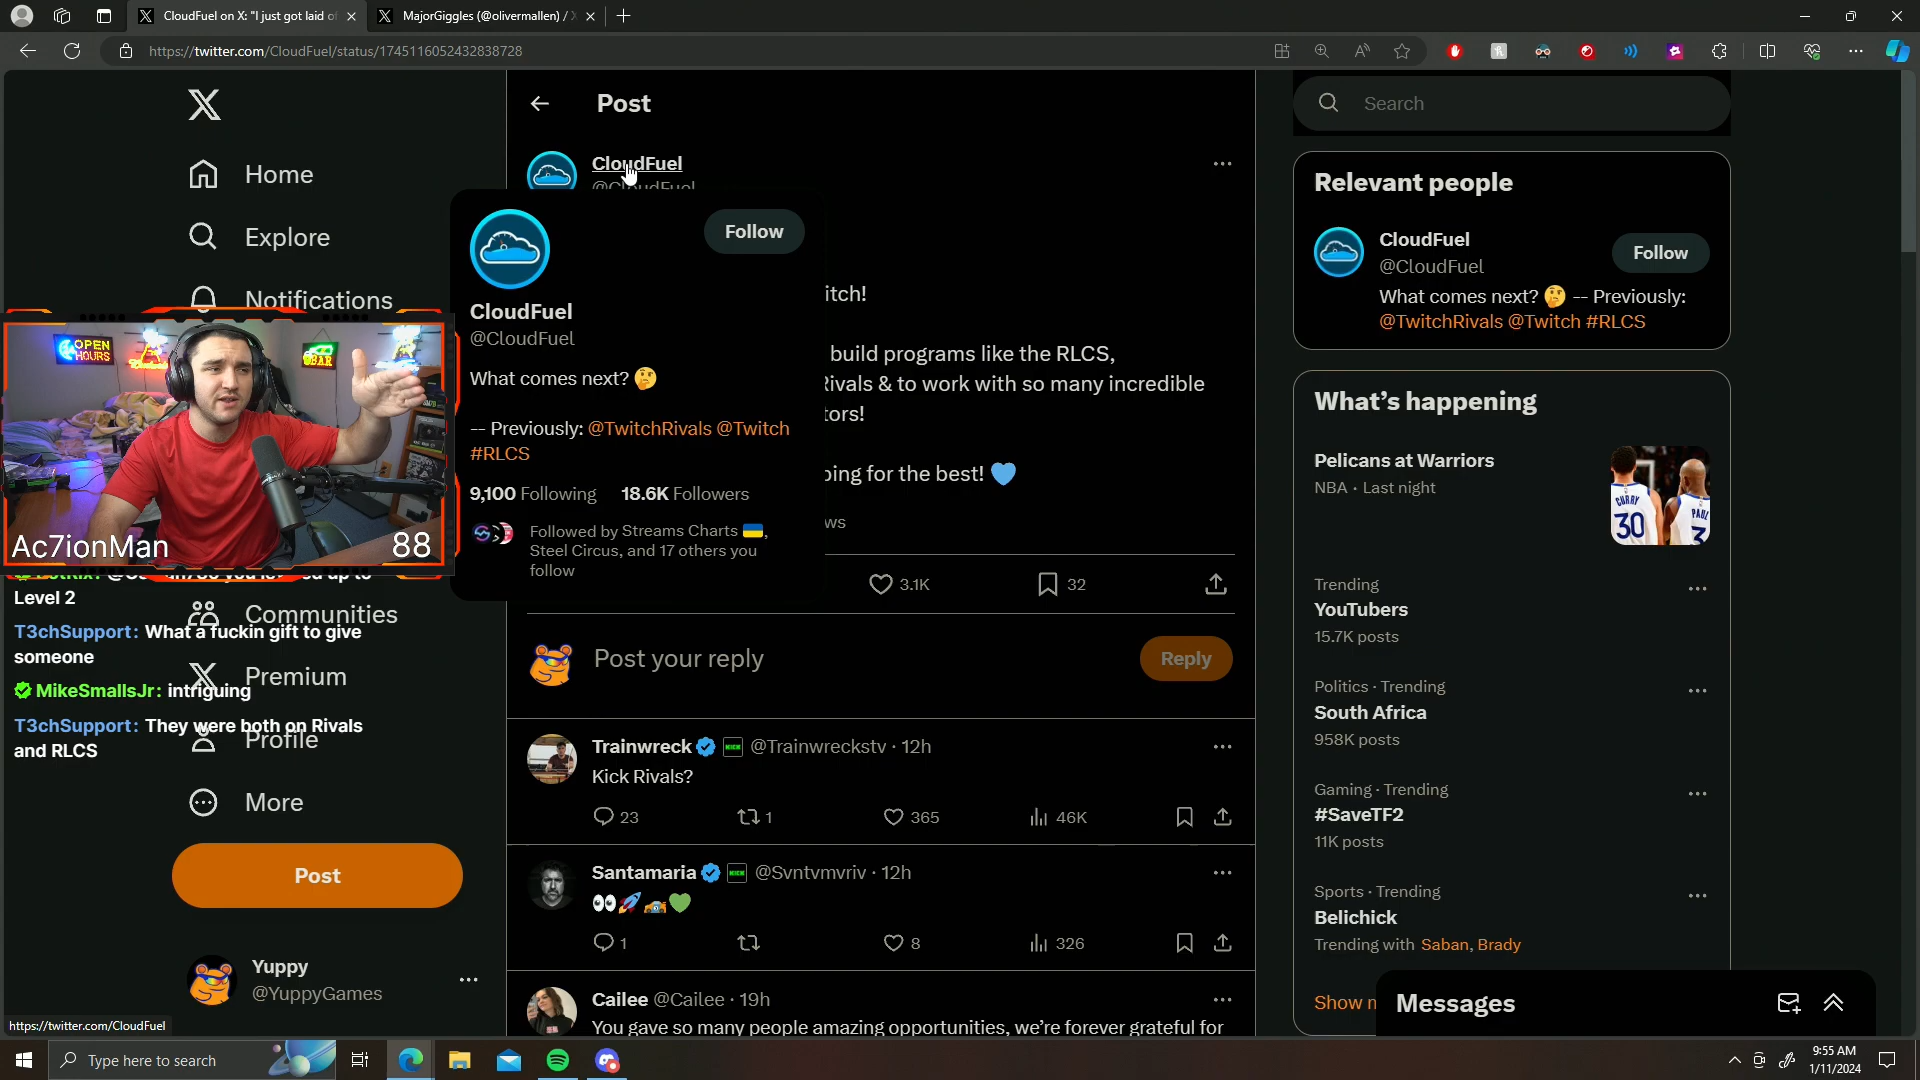 CloudFuel on X: "I just got laid o
MajorGiggles (@olivermallen) / X
https://twitter.com/CloudFuel/status/1745116052432838728
Home
Explore
Notifications
OPEN
HOURS
BAR
Ac7ionMan
88
Level 2
Communities
T3chSupport: What a fuckin gift to give
someone
Premium
MikeSmallsJr: intriguing
T3chSupport: They were both on Rivals
and RLCS
Profile
More
Post
Yuppy
@YuppyGames
https://twitter.com/CloudFuel
Post
CloudFuel
@CloudFuel
Follow
CloudFuel
@CloudFuel
What comes next? 🤔
-- Previously: @TwitchRivals @Twitch
#RLCS
9,100 Following 18.6K Followers
Followed by Streams Charts 🇺🇦,
Steel Circus, and 17 others you
follow
itch!
build programs like the RLCS,
Rivals & to work with so many incredible
tors!
ping for the best! 💙
ws
3.1K
32
Post your reply
Reply
Trainwreck KICK @Trainwreckstv · 12h
Kick Rivals?
23
1
365
46K
Santamaria KICK @Svntvmvriv · 12h
👀🚀🚕💚
1
8
326
Cailee @Cailee · 19h
You gave so many people amazing opportunities, we're forever grateful for
Search
Relevant people
CloudFuel
@CloudFuel
Follow
What comes next? 🤔 -- Previously:
@TwitchRivals @Twitch #RLCS
What's happening
Pelicans at Warriors
NBA · Last night
CURRY
30
PAUL
3
Trending
YouTubers
15.7K posts
Politics · Trending
South Africa
958K posts
Gaming · Trending
#SaveTF2
11K posts
Sports · Trending
Belichick
Trending with Saban, Brady
Show
Messages
Type here to search
9:55 AM
1/11/2024